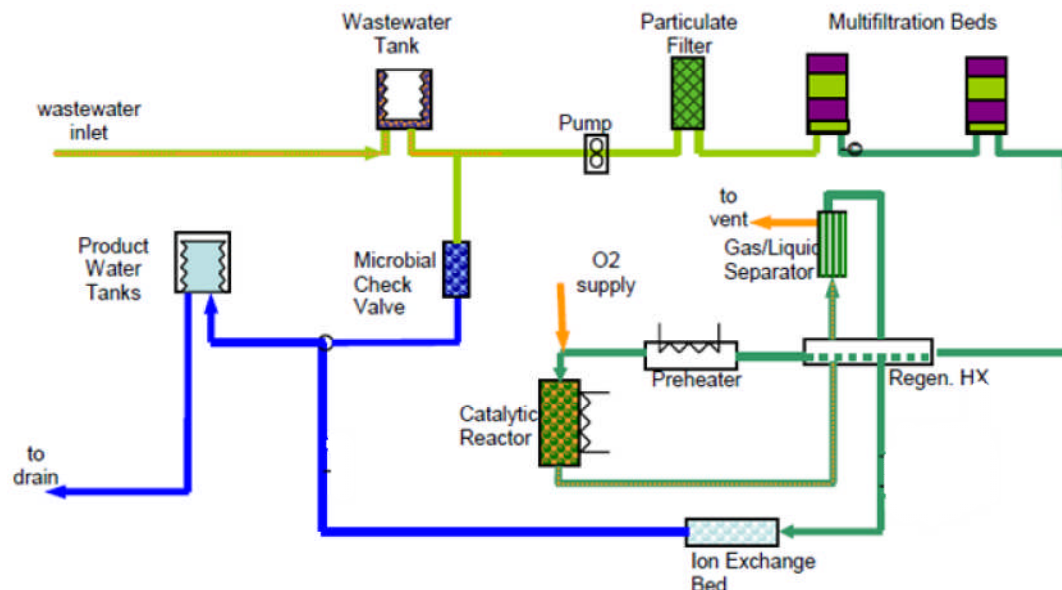 Wastewater
Tank
Particulate
Filter
Multifiltration Beds
wastewater
inlet
Pump
to
vent
Gas/Liquid
Separator
Product
Water
Tanks
Microbial
Check
Valve
O2
supply
Preheater
Regen. HX
Catalytic
Reactor
to
drain
Ion Exchange
Bed